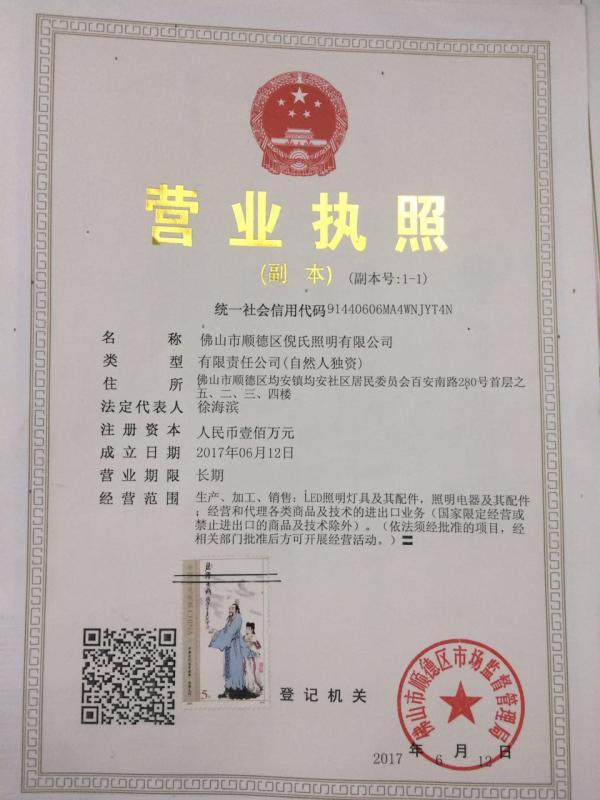 营业执照
(副 本) (副本号:1-1)
统一社会信用代码91440606MA4WNJYT4N
名 称 佛山市顺德区倪氏照明有限公司
类 型 有限责任公司(自然人独资)
住 所 佛山市顺德区均安镇均安社区居民委员会百安南路280号首层之
五、二、三、四楼
法定代表人 徐海滨
注册资本 人民币壹佰万元
成立日期 2017年06月12日
营业期限 长期
经营范围 生产、加工、销售：LED照明灯具及其配件，照明电器及其配件
；经营和代理各类商品及技术的进出口业务（国家限定经营或
禁止进出口的商品及技术除外）。（依法须经批准的项目，经
相关部门批准后方可开展经营活动。）〓
5元
登记机关
佛山市顺德区市场监督管理局
2017 年 6 月 12 日